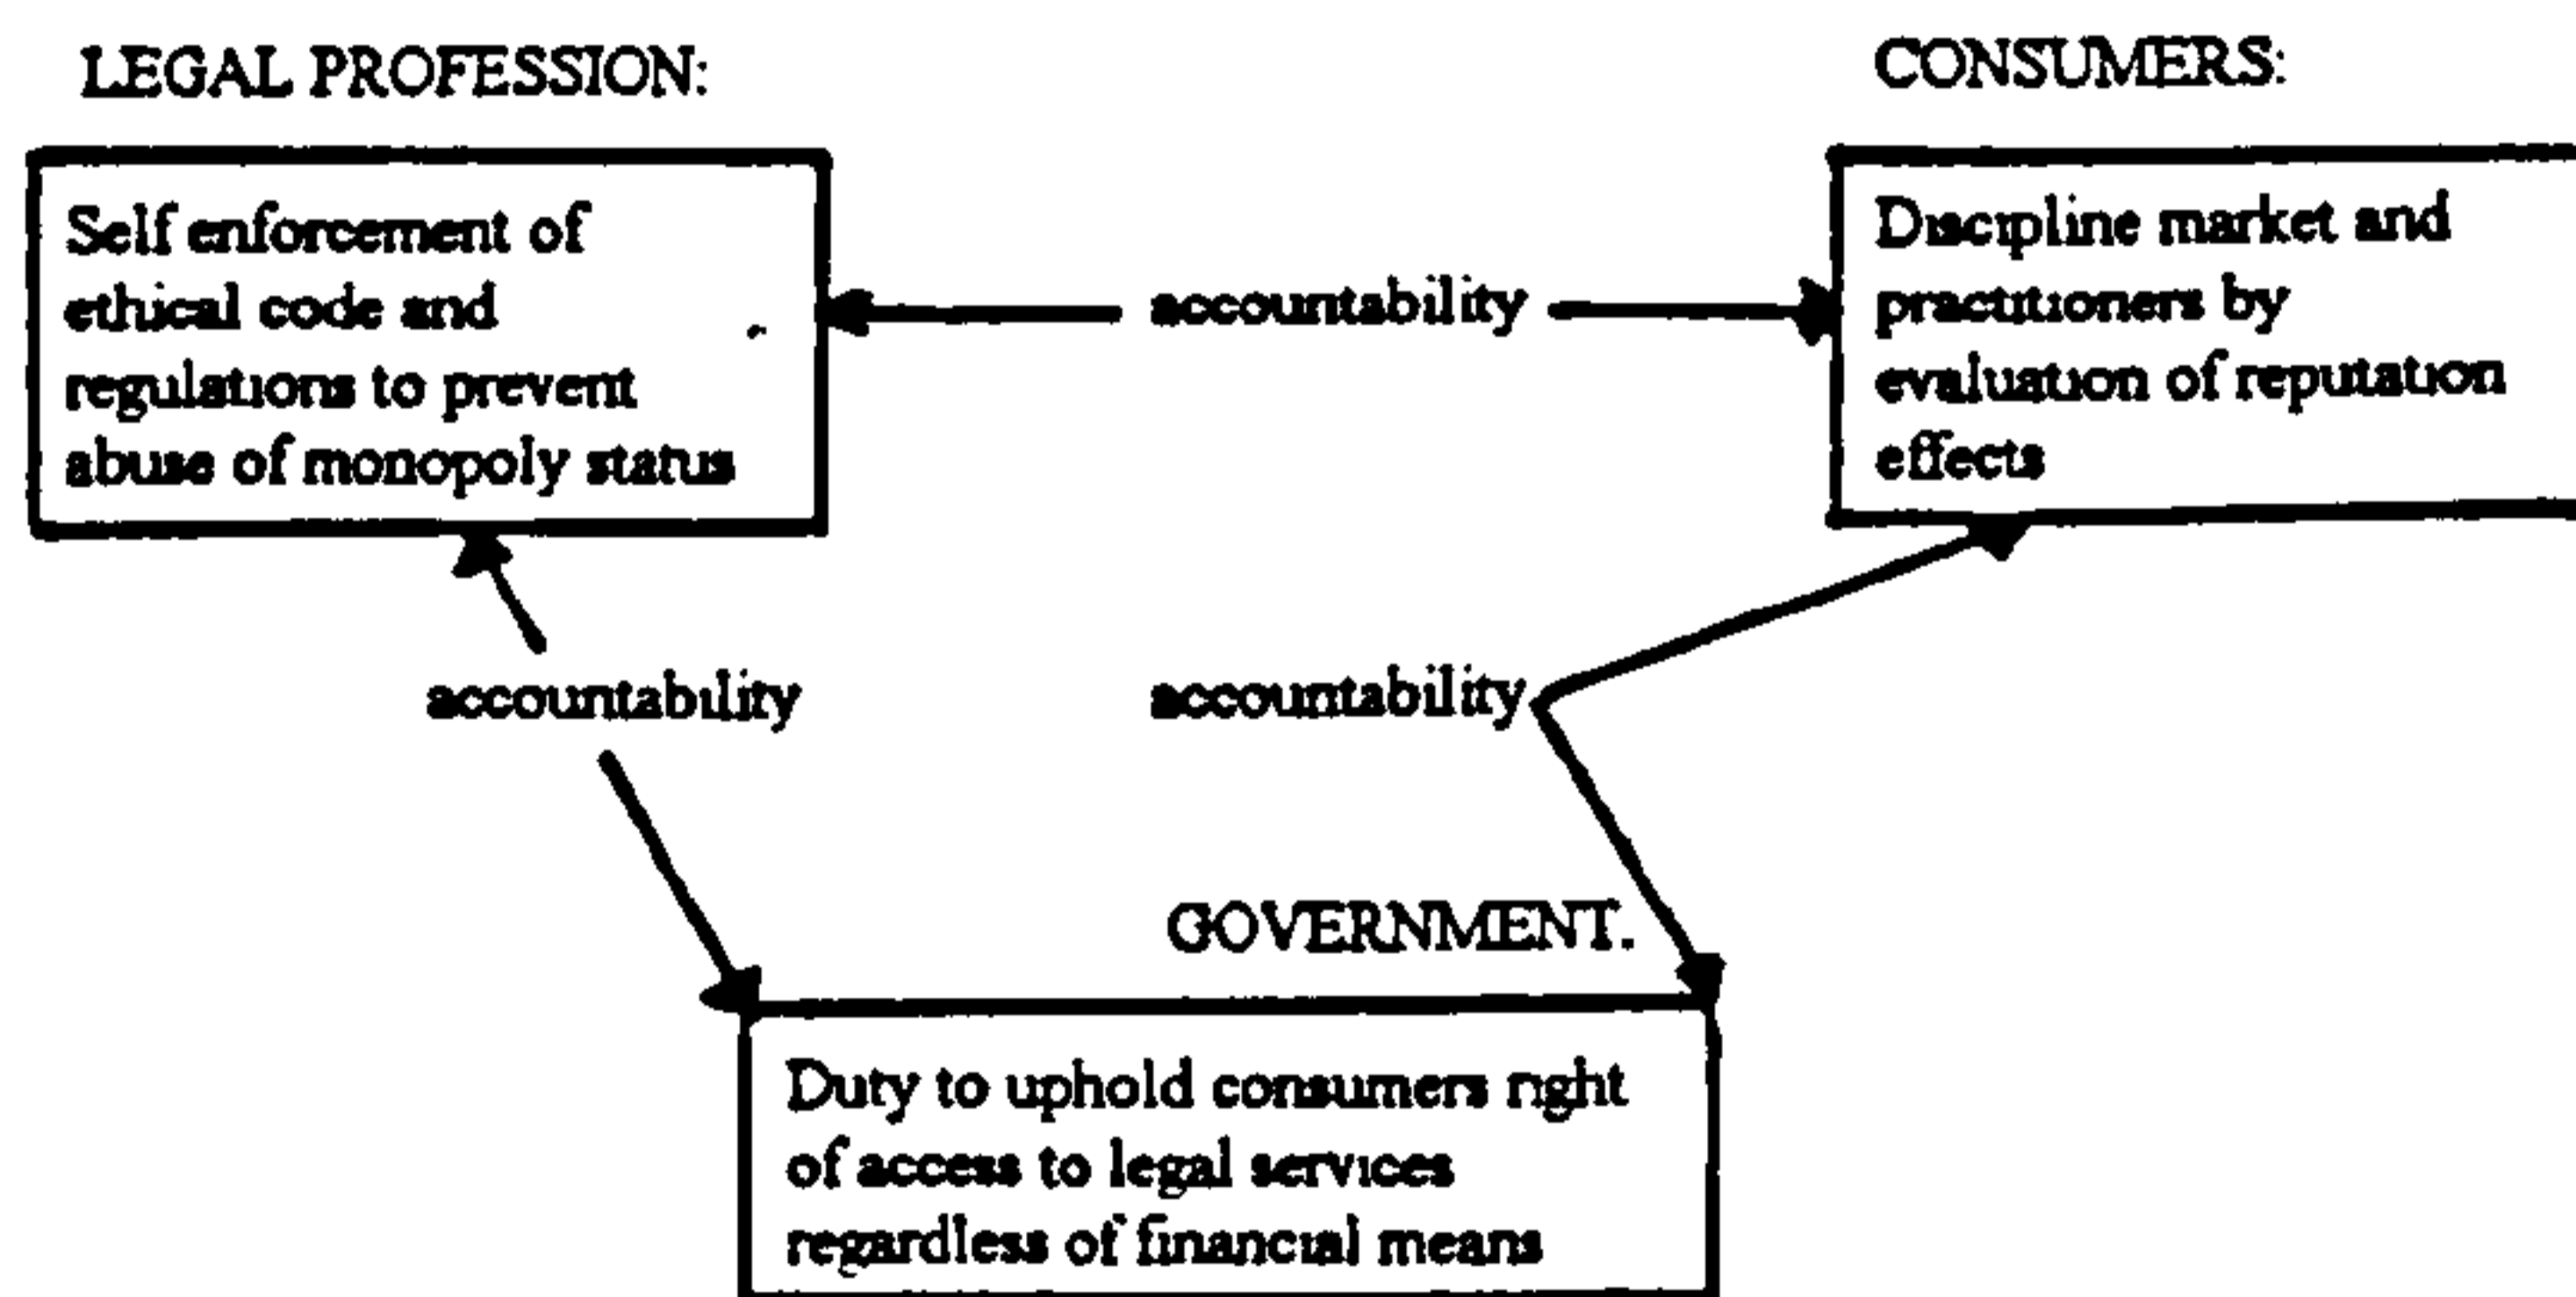 LEGAL PROFESSION:
CONSUMERS:
Self enforcement of
ethical code and
regulations to prevent
abuse of monopoly status
accountability
Discipline market and
practitioners by
evaluation of reputation
effects
accountability
accountability
GOVERNMENT.
Duty to uphold consumers right
of access to legal services
regardless of financial means